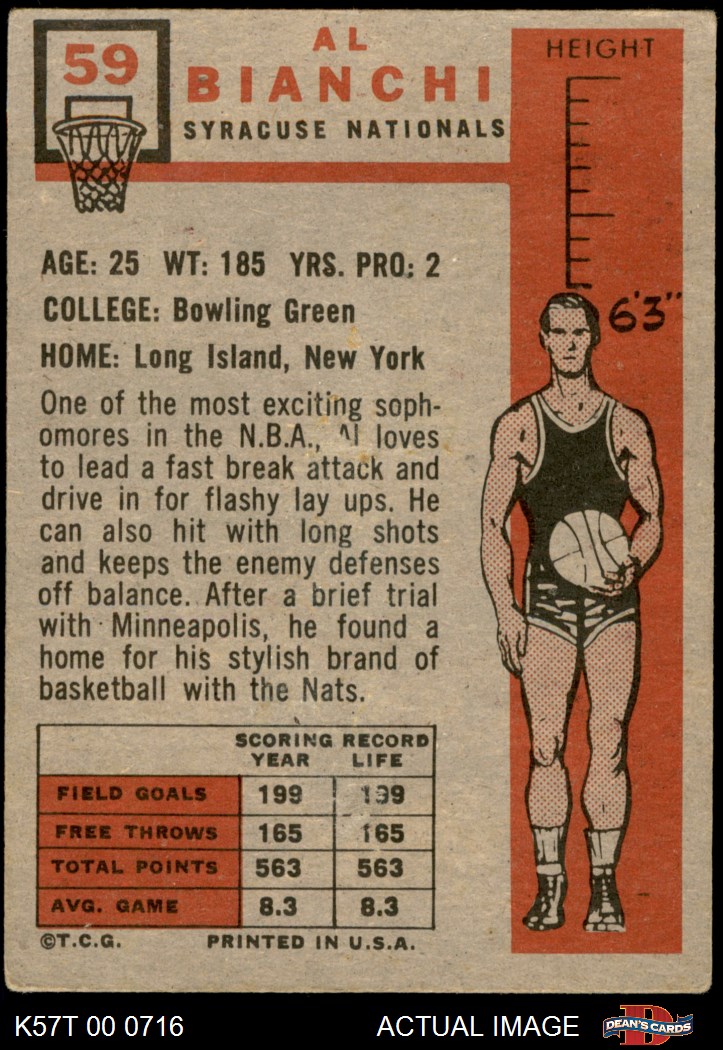 59
AL
BIANCHI
SYRACUSE NATIONALS
HEIGHT
6'3"
AGE: 25 WT: 185 YRS. PRO: 2
COLLEGE: Bowling Green
HOME: Long Island, New York
One of the most exciting soph-
omores in the N.B.A., Al loves
to lead a fast break attack and
drive in for flashy lay ups. He
can also hit with long shots
and keeps the enemy defenses
off balance. After a brief trial
with Minneapolis, he found a
home for his stylish brand of
basketball with the Nats.
SCORING RECORD
YEAR LIFE
FIELD GOALS 199 199
FREE THROWS 165 165
TOTAL POINTS 563 563
AVG. GAME 8.3 8.3
©T.C.G. PRINTED IN U.S.A.
K57T 00 0716 ACTUAL IMAGE D DEAN'S CARDS